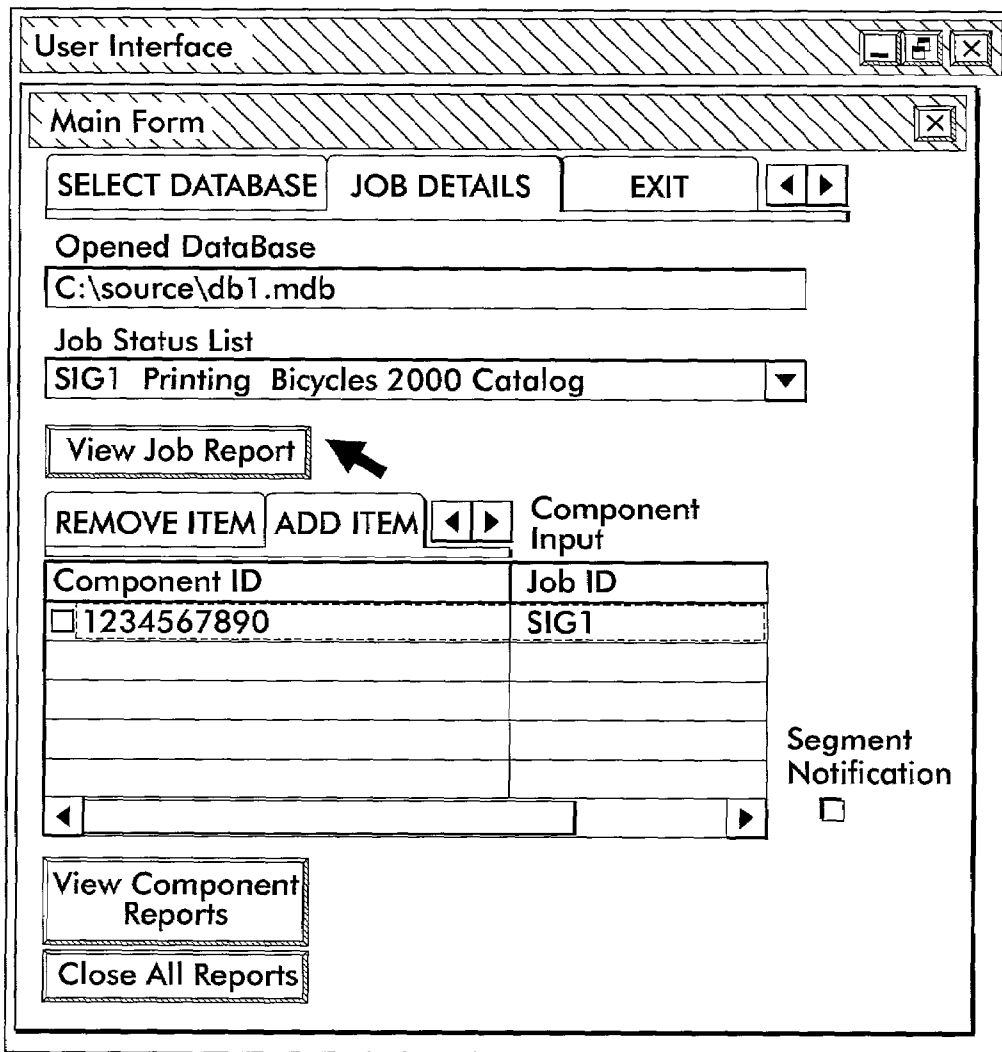 User Interface
Main Form
SELECT DATABASE JOB DETAILS EXIT
Opened DataBase
C:\source\db1.mdb
Job Status List
SIG1 Printing Bicycles 2000 Catalog
View Job Report
REMOVE ITEM ADD ITEM
Component
Input
Component ID Job ID
1234567890 SIG1
Segment
Notification
View Component
Reports
Close All Reports